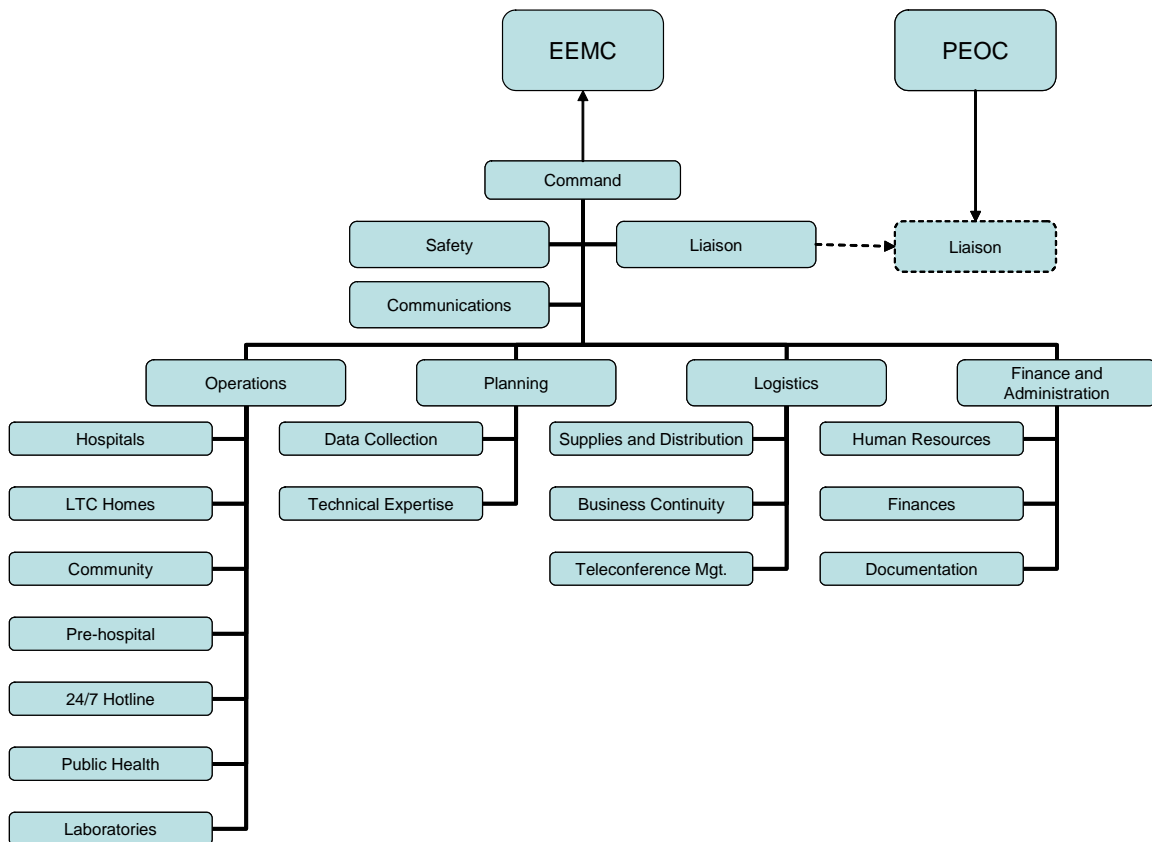 EEMC
PEOC
Command
Safety
Liaison
Liaison
Communications
Operations
Planning
Logistics
Finance and
Administration
Hospitals
Data Collection
Supplies and Distribution
Human Resources
LTC Homes
Technical Expertise
Business Continuity
Finances
Community
Teleconference Mgt.
Documentation
Pre-hospital
24/7 Hotline
Public Health
Laboratories